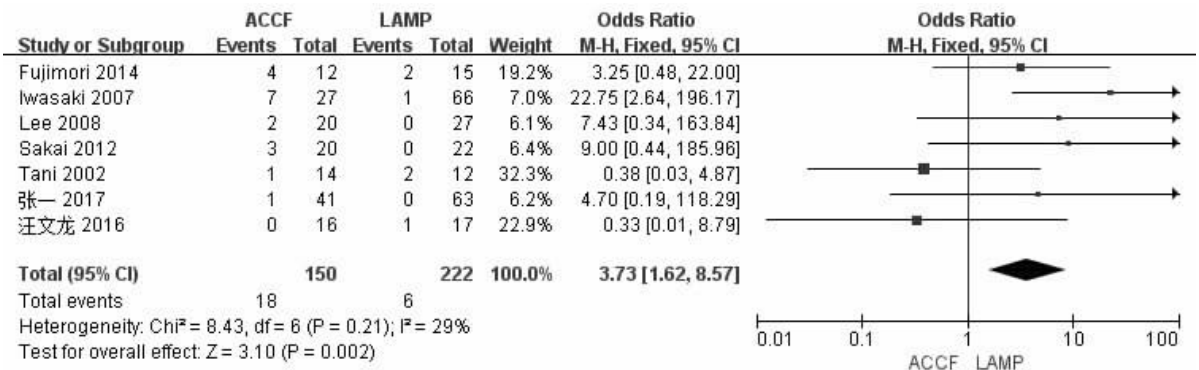 ACCF LAMP Odds Ratio Odds Ratio
Study or Subgroup Events Total Events Total Weight M-H, Fixed, 95% CI M-H, Fixed, 95% CI
Fujimori 2014 4 12 2 15 19.2% 3.25 [0.48, 22.00]
Iwasaki 2007 7 27 1 66 7.0% 22.75 [2.64, 196.17]
Lee 2008 2 20 0 27 6.1% 7.43 [0.34, 163.84]
Sakai 2012 3 20 0 22 6.4% 9.00 [0.44, 185.96]
Tani 2002 1 14 2 12 32.3% 0.38 [0.03, 4.87]
张一 2017 1 41 0 63 6.2% 4.70 [0.19, 118.29]
汪文龙 2016 0 16 1 17 22.9% 0.33 [0.01, 8.79]
Total (95% CI) 150 222 100.0% 3.73 [1.62, 8.57]
Total events 18 6
Heterogeneity: Chi² = 8.43, df = 6 (P = 0.21); I² = 29%
Test for overall effect: Z = 3.10 (P = 0.002)
0.01 0.1 1 10 100
ACCF LAMP